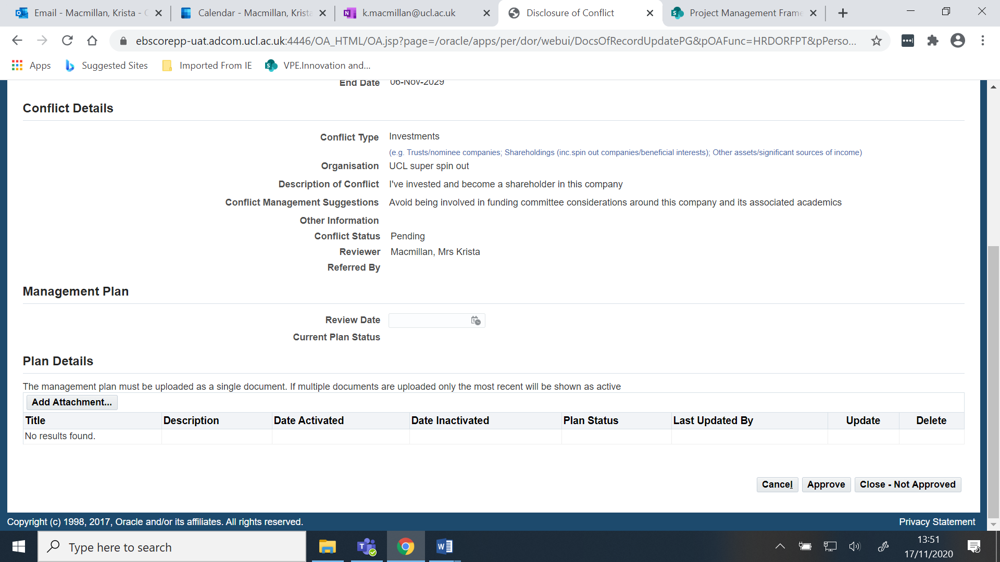 Email - Macmillan, Krista -
Calendar - Macmillan, Krista
k.macmillan@ucl.ac.uk
Disclosure of Conflict
Project Management Frame
ebscorepp-uat.adcom.ucl.ac.uk:4446/OA_HTML/OA.jsp?page=/oracle/apps/per/dor/webui/DocsOfRecordUpdatePG&pOAFunc=HRDORFPT&pPerso...
Apps
Suggested Sites
Imported From IE
VPE.Innovation and...
End Date 06-Nov-2029
Conflict Details
Conflict Type Investments
(e.g. Trusts/nominee companies; Shareholdings (inc.spin out companies/beneficial interests); Other assets/significant sources of income)
Organisation UCL super spin out
Description of Conflict I've invested and become a shareholder in this company
Conflict Management Suggestions Avoid being involved in funding committee considerations around this company and its associated academics
Other Information
Conflict Status Pending
Reviewer Macmillan, Mrs Krista
Referred By
Management Plan
Review Date
Current Plan Status
Plan Details
The management plan must be uploaded as a single document. If multiple documents are uploaded only the most recent will be shown as active
Add Attachment...
Title Description Date Activated Date Inactivated Plan Status Last Updated By Update Delete
No results found.
Cancel Approve Close - Not Approved
Copyright (c) 1998, 2017, Oracle and/or its affiliates. All rights reserved.
Privacy Statement
Type here to search
13:51
17/11/2020